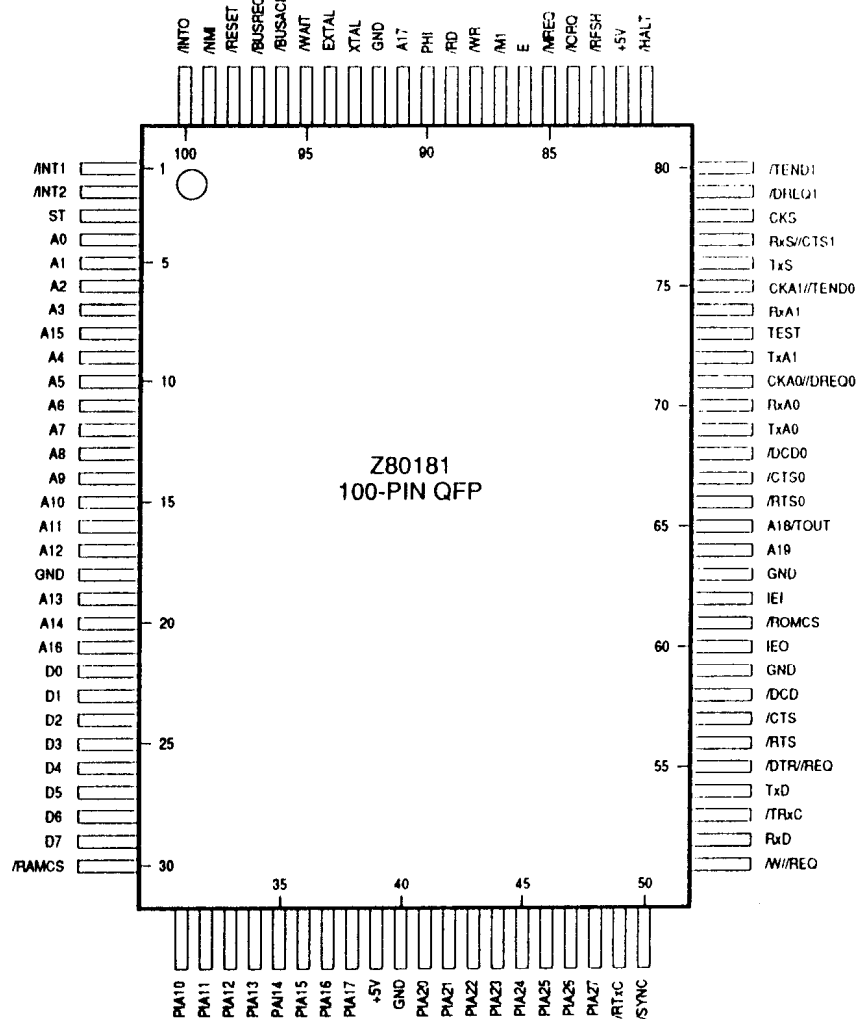 /INT0
/NMI
/RESET
/BUSREQ
/BUSACK
/WAIT
EXTAL
XTAL
GND
A17
PHI
/RD
/WR
/M1
E
/MREQ
/IORQ
/RFSH
+5V
/HALT
100
95
90
85
/INT1
/INT2
ST
A0
A1
A2
A3
A15
A4
A5
A6
A7
A8
A9
A10
A11
A12
GND
A13
A14
A16
D0
D1
D2
D3
D4
D5
D6
D7
/RAMCS
1
5
10
15
20
25
30
Z80181
100-PIN QFP
80
75
70
65
60
55
/TEND1
/DREQ1
CKS
RxS//CTS1
TxS
CKA1//TEND0
RxA1
TEST
TxA1
CKA0//DREQ0
RxA0
TxA0
/DCD0
/CTS0
/RTS0
A18/TOUT
A19
GND
IEI
/ROMCS
IEO
GND
/DCD
/CTS
/RTS
/DTR//REQ
TxD
/TRxC
RxD
/W//REQ
35
40
45
50
PIA10
PIA11
PIA12
PIA13
PAI14
PIA15
PIA16
PIA17
+5V
GND
PIA20
PIA21
PIA22
PIA23
PIA24
PIA25
PIA26
PIA27
/RTxC
/SYNC